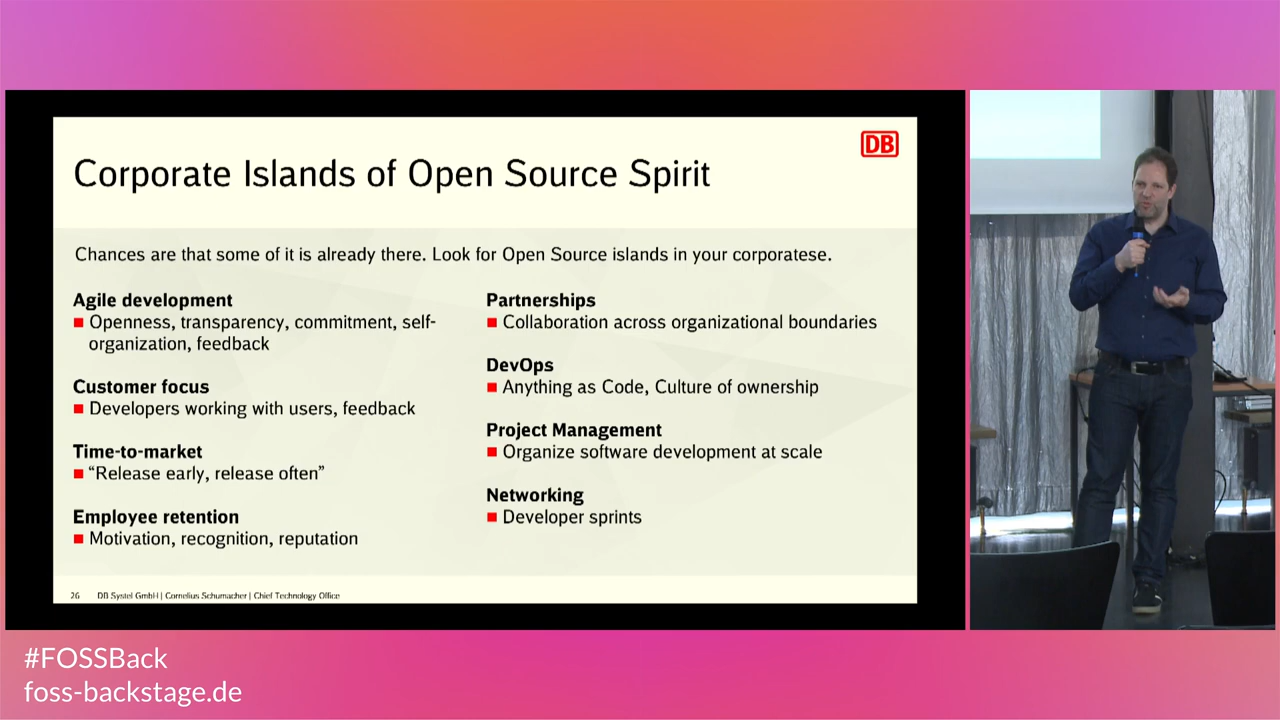 DB
Corporate Islands of Open Source Spirit
Chances are that some of it is already there. Look for Open Source islands in your corporatese.
Agile development
Openness, transparency, commitment, self-
organization, feedback
Customer focus
Developers working with users, feedback
Time-to-market
“Release early, release often”
Employee retention
Motivation, recognition, reputation
Partnerships
Collaboration across organizational boundaries
DevOps
Anything as Code, Culture of ownership
Project Management
Organize software development at scale
Networking
Developer sprints
26 DB Systel GmbH | Cornelius Schumacher | Chief Technology Office
#FOSSBack
foss-backstage.de